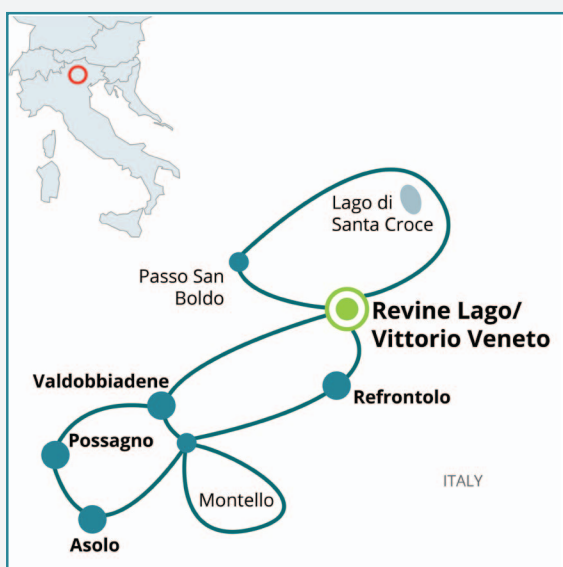 Lago di
Santa Croce
Passo San
Boldo
Revine Lago/
Vittorio Veneto
Valdobbiadene
Refrontolo
Possagno
Montello
ITALY
Asolo